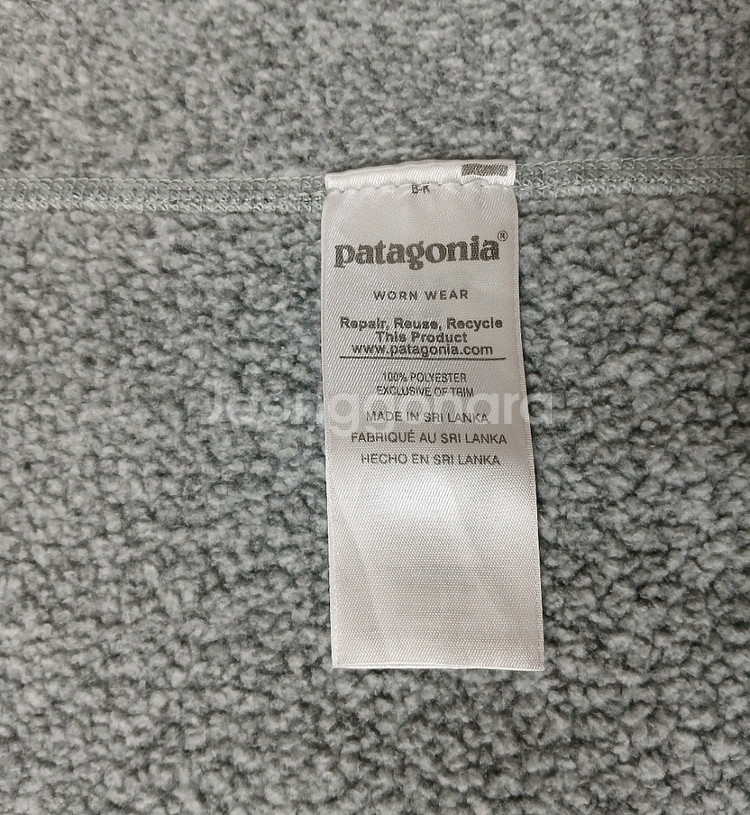 B-K
patagonia®
WORN WEAR
Repair, Reuse, Recycle
This Product
www.patagonia.com
100% POLYESTER
EXCLUSIVE OF TRIM
Joonggonara
MADE IN SRI LANKA
FABRIQUÉ AU SRI LANKA
HECHO EN SRI LANKA